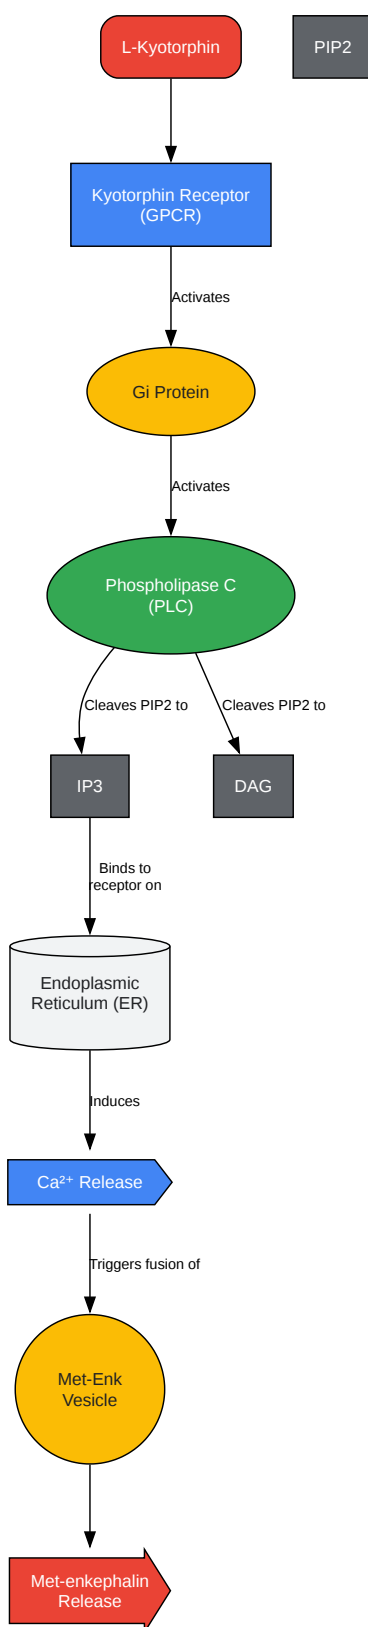 L-Kyotorphin
PIP2
Kyotorphin Receptor
(GPCR)
Activates
Gi Protein
Activates
Phospholipase C
(PLC)
Cleaves PIP2 to
Cleaves PIP2 to
IP3
DAG
Binds to
receptor on
Endoplasmic
Reticulum (ER)
Induces
Ca²⁺ Release
Triggers fusion of
Met-Enk
Vesicle
Met-enkephalin
Release